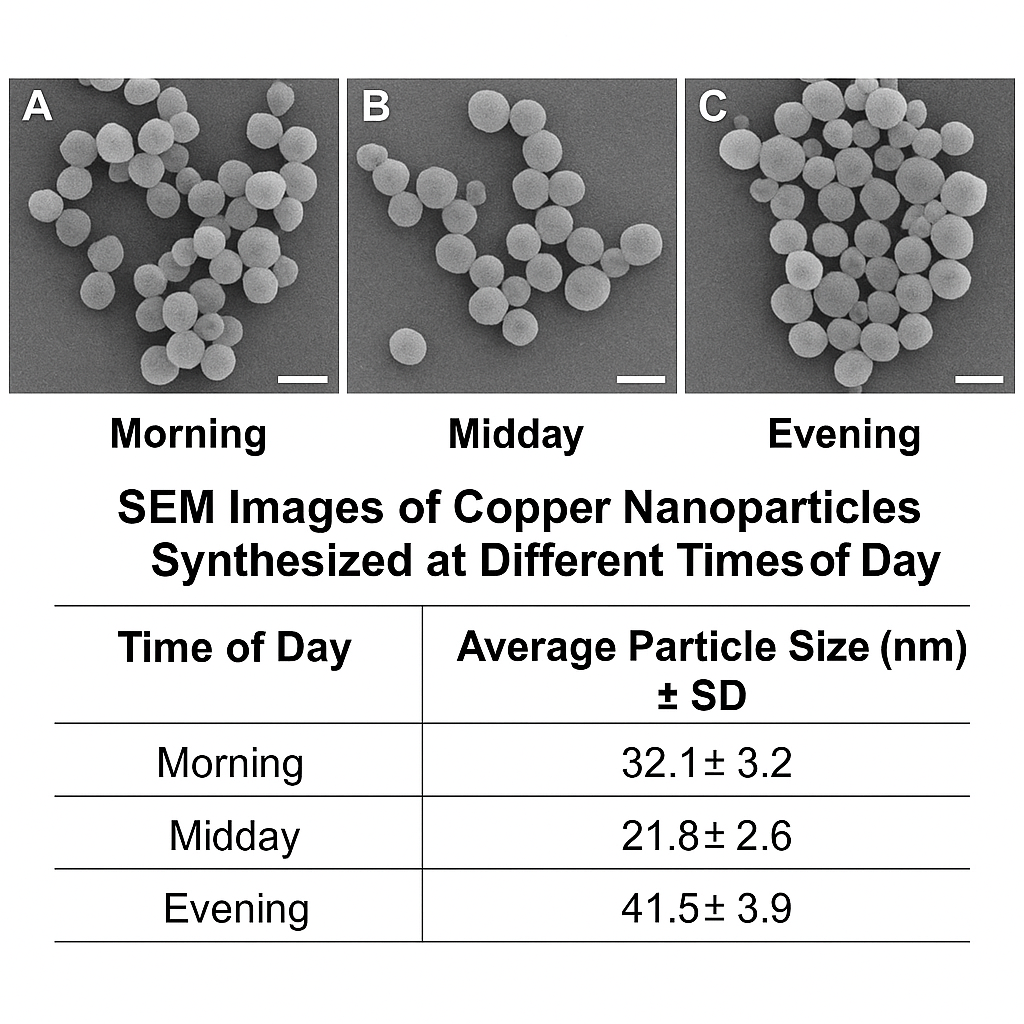 A
B
C
Morning
Midday
Evening
SEM Images of Copper Nanoparticles
Synthesized at Different Times of Day
Time of Day
Average Particle Size (nm)
± SD
Morning
32.1 ± 3.2
Midday
21.8 ± 2.6
Evening
41.5 ± 3.9